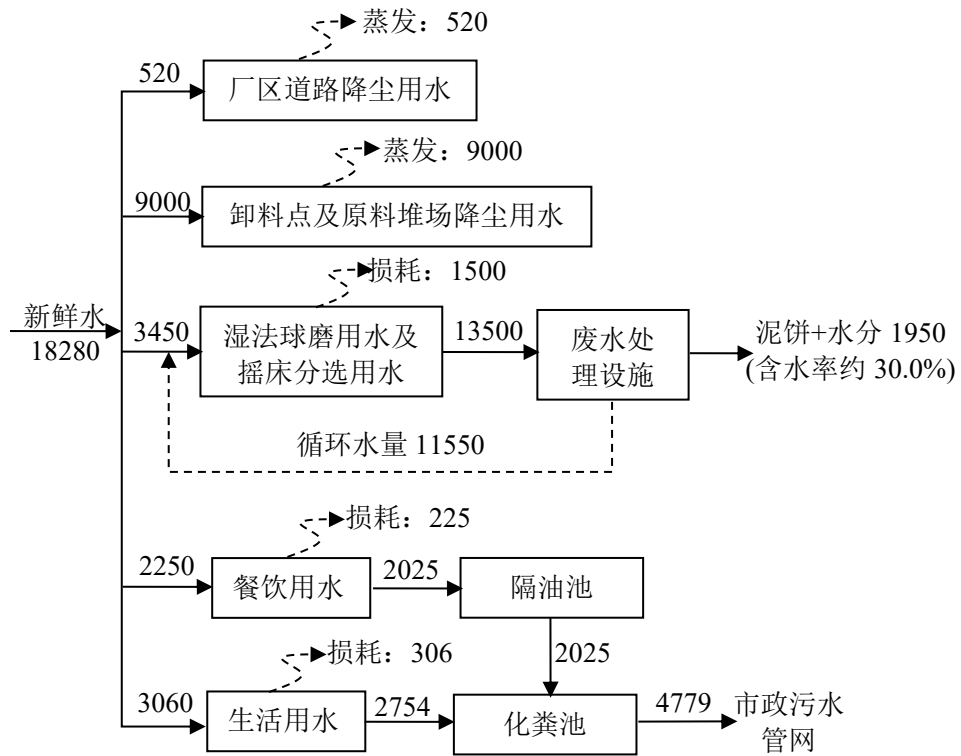 蒸发：520
520
厂区道路降尘用水
蒸发：9000
9000
卸料点及原料堆场降尘用水
损耗：1500
新鲜水
18280
3450
湿法球磨用水及
摇床分选用水
13500
废水处
理设施
泥饼+水分 1950
(含水率约 30.0%)
循环水量 11550
损耗：225
2250
餐饮用水
2025
隔油池
2025
损耗：306
3060
生活用水
2754
化粪池
4779
市政污水
管网